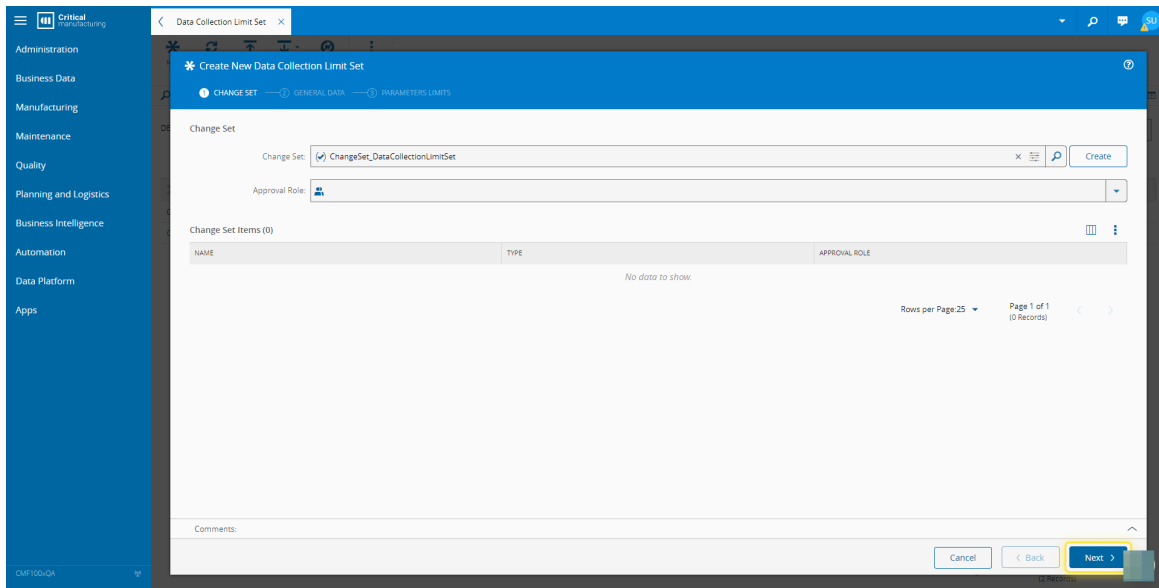 Critical
manufacturing
Data Collection Limit Set
SU
Administration
Business Data
Manufacturing
Maintenance
Quality
Planning and Logistics
Business Intelligence
Automation
Data Platform
Apps
CMF100xQA
Create New Data Collection Limit Set
1 CHANGE SET 2 GENERAL DATA 3 PARAMETERS LIMITS
Change Set
Change Set: ChangeSet_DataCollectionLimitSet Create
Approval Role:
Change Set Items (0)
NAME TYPE APPROVAL ROLE
No data to show.
Rows per Page:25 Page 1 of 1
(0 Records)
Comments:
Cancel Back Next
(2 Records)